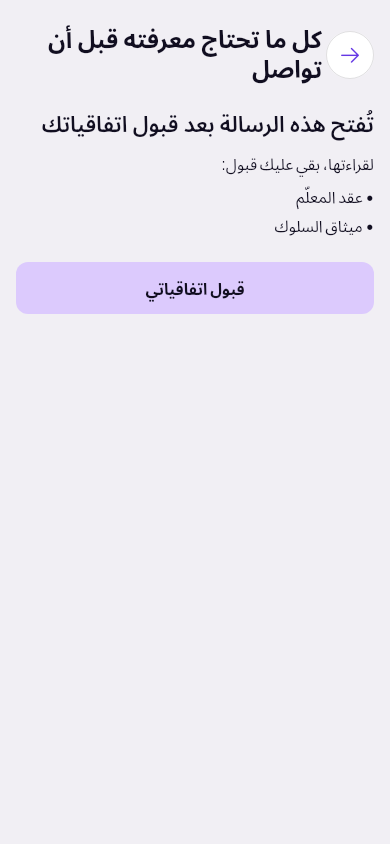 كل ما تحتاج معرفته قبل أن
تواصل
تُفتح هذه الرسالة بعد قبول اتفاقياتك
لقراءتها، بقي عليك قبول:
• عقد المعلّم
• ميثاق السلوك
قبول اتفاقياتي